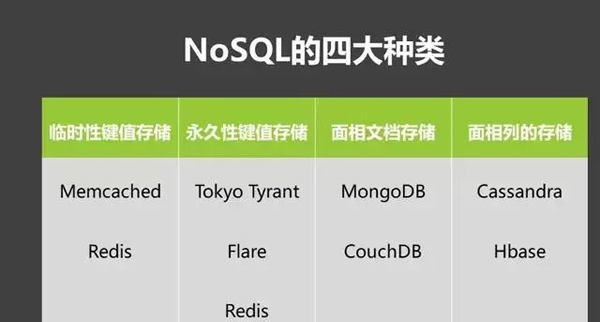 NoSQL的四大种类
临时性键值存储 永久性键值存储 面相文档存储 面相列的存储
Memcached Tokyo Tyrant MongoDB Cassandra
Redis Flare CouchDB Hbase
Redis